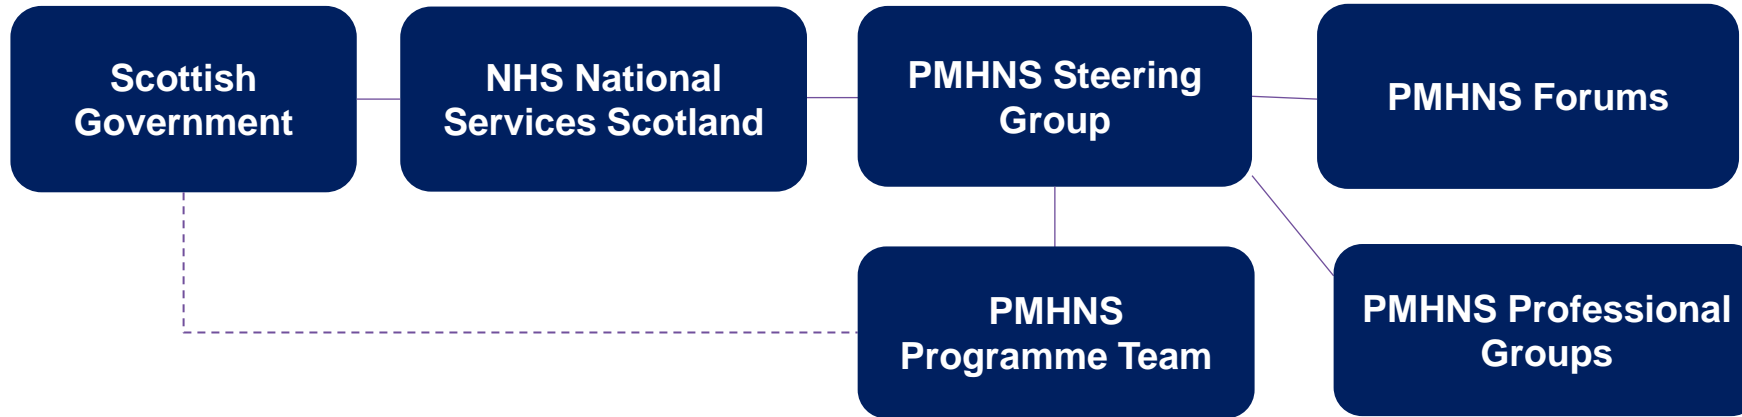 Scottish
Government
NHS National
Services Scotland
PMHNS Steering
Group
PMHNS Forums
PMHNS
Programme Team
PMHNS Professional
Groups